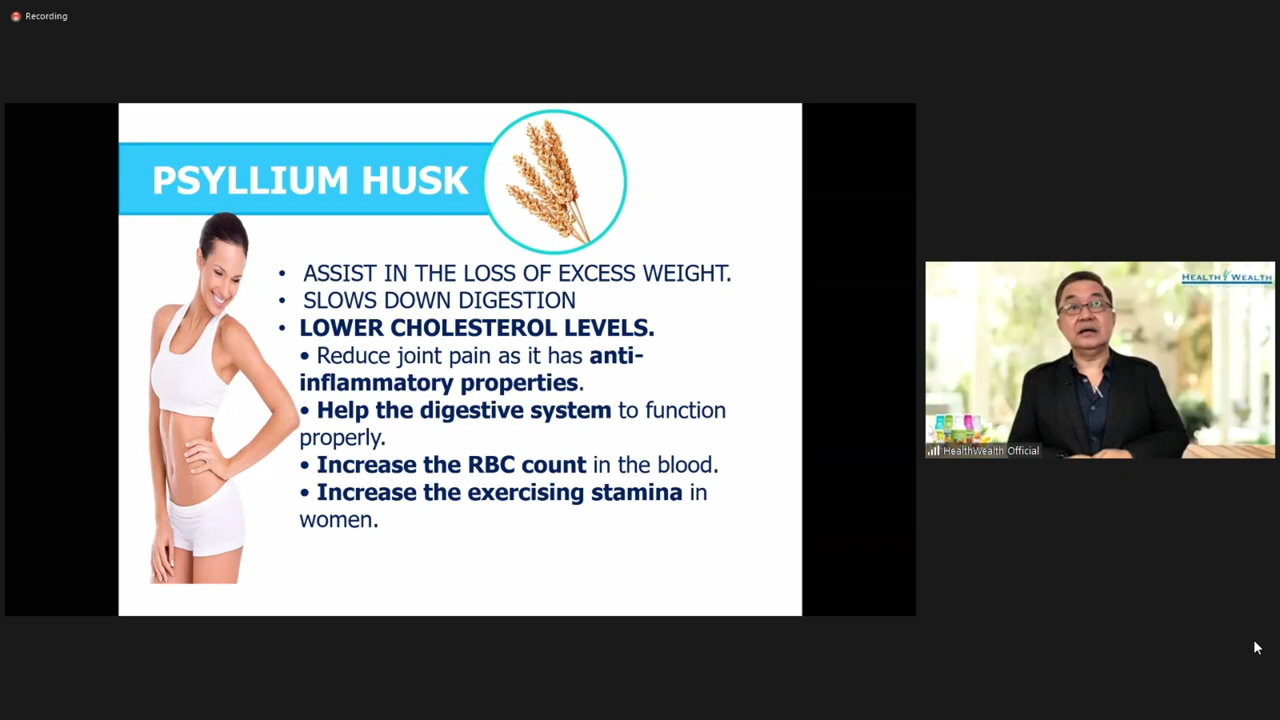 Recording
PSYLLIUM HUSK
• ASSIST IN THE LOSS OF EXCESS WEIGHT.
• SLOWS DOWN DIGESTION
• LOWER CHOLESTEROL LEVELS.
• Reduce joint pain as it has anti-
inflammatory properties.
• Help the digestive system to function
properly.
• Increase the RBC count in the blood.
• Increase the exercising stamina in
women.
HEALTH WEALTH
HealthWealth Official